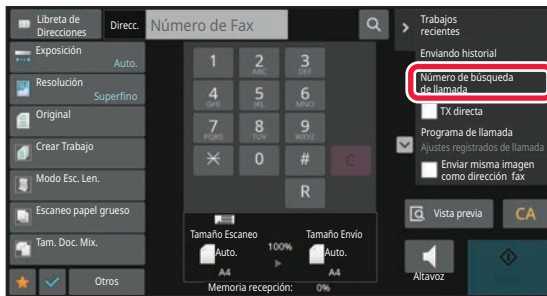 Libreta de
Direcciones
Direcc.
Número de Fax
Trabajos
recientes
Exposición
Auto.
Resolución
Superfino
Original
Crear Trabajo
Modo Esc. Len.
Escaneo papel grueso
Tam. Doc. Mix.
Otros
1
2
ABC
3
DEF
4
GHI
5
JKL
6
MNO
7
PQRS
8
TUV
9
WXYZ
0
#
C
R
Tamaño Escaneo
Tamaño Envío
Auto.
100%
Auto.
A4
A4
Memoria recepción: 0%
Enviando historial
Número de búsqueda
de llamada
TX directa
Programa de llamada
Ajustes registrados de llamada
Enviar misma imagen
como dirección fax
Vista previa
CA
Altavoz